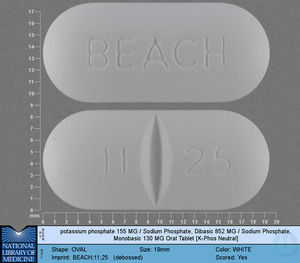 BEACH
11 25
NATIONAL
LIBRARY OF
MEDICINE
potassium phosphate 155 MG / Sodium Phosphate, Dibasic 852 MG / Sodium Phosphate,
Monobasic 130 MG Oral Tablet [K-Phos Neutral]
Shape: OVAL Size: 19mm Color: WHITE
Imprint: BEACH;11;25 (debossed) Scored: Yes